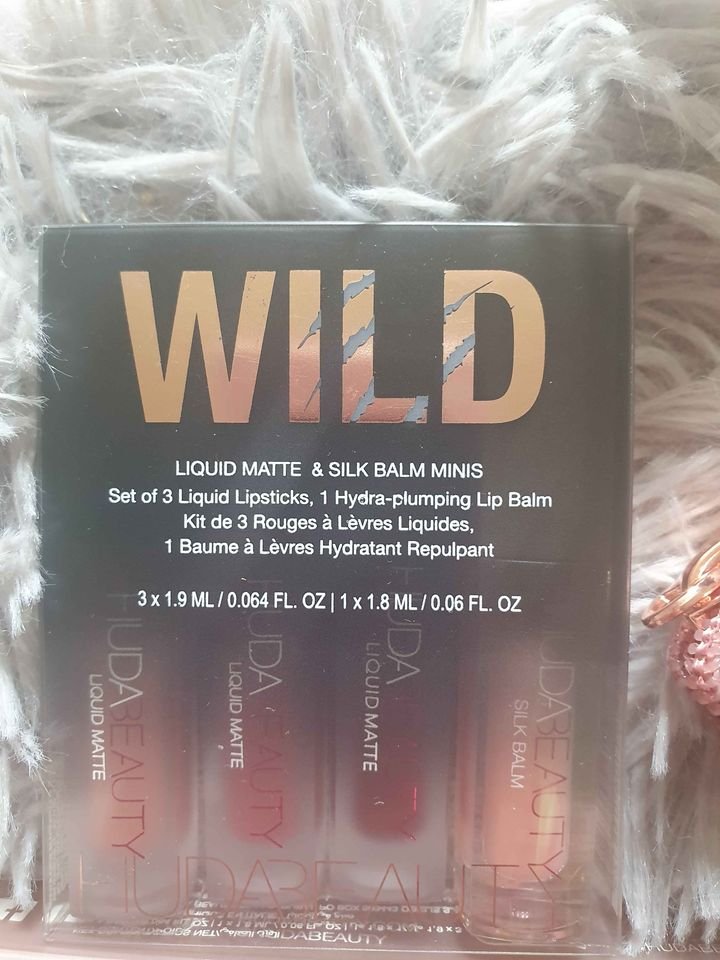 WILD
LIQUID MATTE & SILK BALM MINIS
Set of 3 Liquid Lipsticks, 1 Hydra-plumping Lip Balm
Kit de 3 Rouges à Lèvres Liquides,
1 Baume à Lèvres Hydratant Repulpant
3 x 1.9 ML / 0.064 FL. OZ | 1 x 1.8 ML / 0.06 FL. OZ
HUDABEAUTY
LIQUID MATTE
HUDABEAUTY
LIQUID MATTE
HUDA
LIQUID MATTE
HUDABEAUTY
SILK BALM
HUDABEAUTY
DABEAUTY